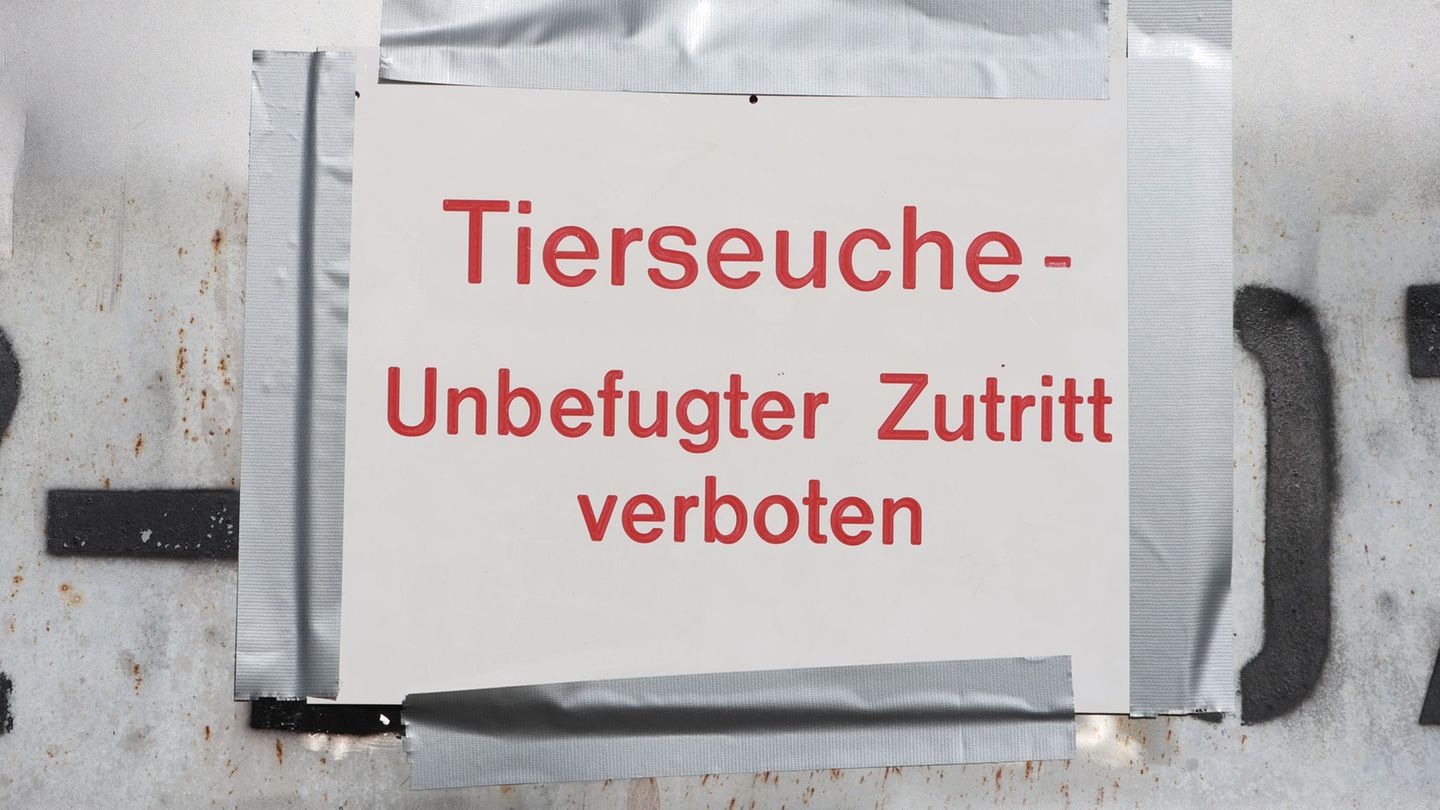 Tierseuche -
Unbefugter Zutritt
verboten